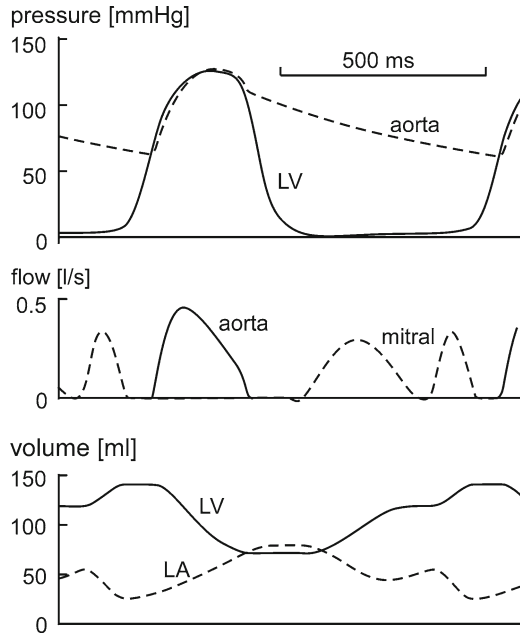 pressure [mmHg]
150
500 ms
100
aorta
50
LV
0
flow [l/s]
0.5
aorta
mitral
0
volume [ml]
150
LV
100
LA
50
0